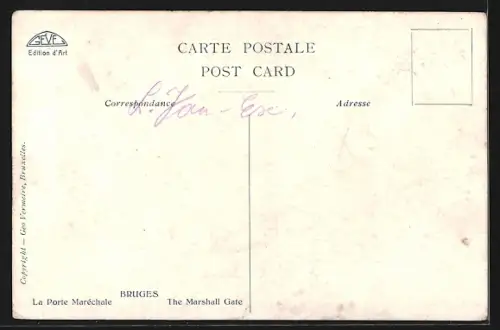 GEVE
Edition d'Art
CARTE POSTALE
POST CARD
Correspondance
Adresse
Copyright — Geo Vermeire, Bruxelles.
BRUGES
La Porte Maréchale
The Marshall Gate